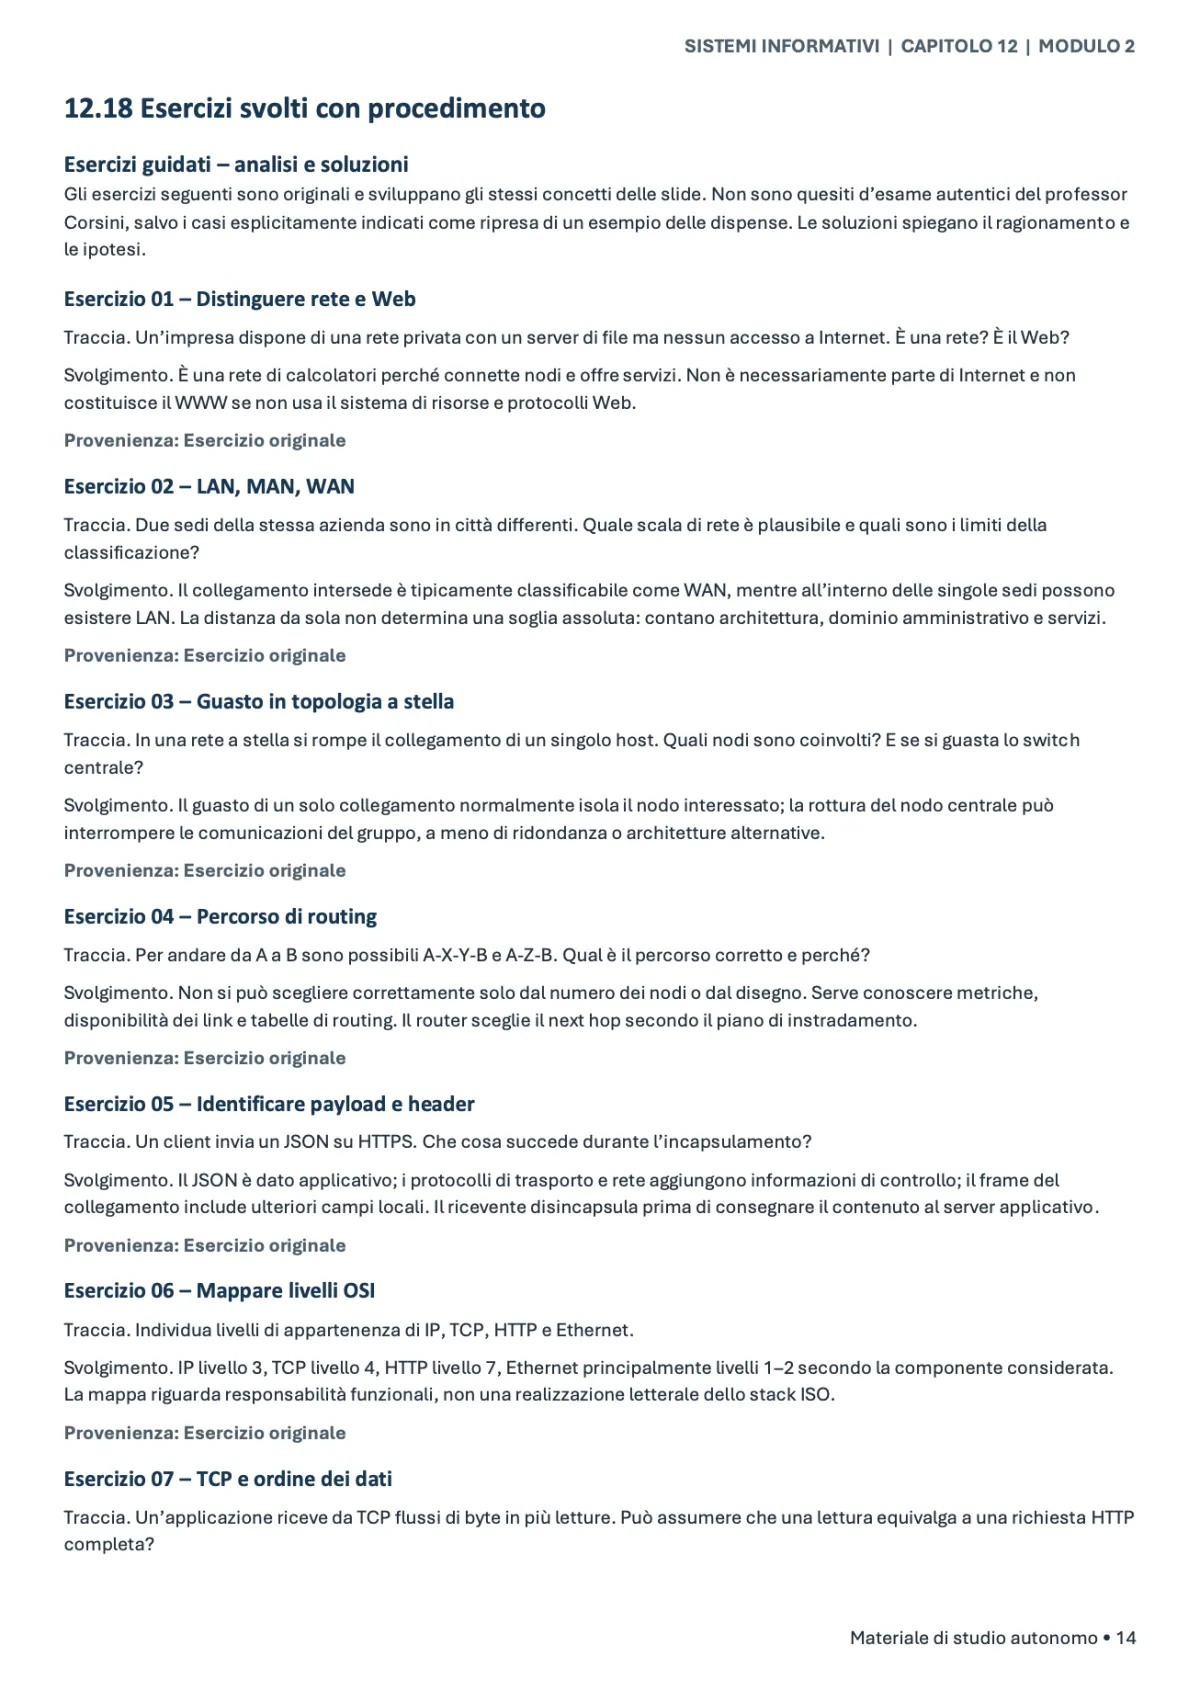 SISTEMI INFORMATIVI | CAPITOLO 12 | MODULO 2
12.18 Esercizi svolti con procedimento
Esercizi guidati – analisi e soluzioni
Gli esercizi seguenti sono originali e sviluppano gli stessi concetti delle slide. Non sono quesiti d’esame autentici del professor
Corsini, salvo i casi esplicitamente indicati come ripresa di un esempio delle dispense. Le soluzioni spiegano il ragionamento e
le ipotesi.
Esercizio 01 – Distinguere rete e Web
Traccia. Un’impresa dispone di una rete privata con un server di file ma nessun accesso a Internet. È una rete? È il Web?
Svolgimento. È una rete di calcolatori perché connette nodi e offre servizi. Non è necessariamente parte di Internet e non
costituisce il WWW se non usa il sistema di risorse e protocolli Web.
Provenienza: Esercizio originale
Esercizio 02 – LAN, MAN, WAN
Traccia. Due sedi della stessa azienda sono in città differenti. Quale scala di rete è plausibile e quali sono i limiti della
classificazione?
Svolgimento. Il collegamento intersede è tipicamente classificabile come WAN, mentre all’interno delle singole sedi possono
esistere LAN. La distanza da sola non determina una soglia assoluta: contano architettura, dominio amministrativo e servizi.
Provenienza: Esercizio originale
Esercizio 03 – Guasto in topologia a stella
Traccia. In una rete a stella si rompe il collegamento di un singolo host. Quali nodi sono coinvolti? E se si guasta lo switch
centrale?
Svolgimento. Il guasto di un solo collegamento normalmente isola il nodo interessato; la rottura del nodo centrale può
interrompere le comunicazioni del gruppo, a meno di ridondanza o architetture alternative.
Provenienza: Esercizio originale
Esercizio 04 – Percorso di routing
Traccia. Per andare da A a B sono possibili A-X-Y-B e A-Z-B. Qual è il percorso corretto e perché?
Svolgimento. Non si può scegliere correttamente solo dal numero dei nodi o dal disegno. Serve conoscere metriche,
disponibilità dei link e tabelle di routing. Il router sceglie il next hop secondo il piano di instradamento.
Provenienza: Esercizio originale
Esercizio 05 – Identificare payload e header
Traccia. Un client invia un JSON su HTTPS. Che cosa succede durante l’incapsulamento?
Svolgimento. Il JSON è dato applicativo; i protocolli di trasporto e rete aggiungono informazioni di controllo; il frame del
collegamento include ulteriori campi locali. Il ricevente disincapsula prima di consegnare il contenuto al server applicativo.
Provenienza: Esercizio originale
Esercizio 06 – Mappare livelli OSI
Traccia. Individua livelli di appartenenza di IP, TCP, HTTP e Ethernet.
Svolgimento. IP livello 3, TCP livello 4, HTTP livello 7, Ethernet principalmente livelli 1–2 secondo la componente considerata.
La mappa riguarda responsabilità funzionali, non una realizzazione letterale dello stack ISO.
Provenienza: Esercizio originale
Esercizio 07 – TCP e ordine dei dati
Traccia. Un’applicazione riceve da TCP flussi di byte in più letture. Può assumere che una lettura equivalga a una richiesta HTTP
completa?
Materiale di studio autonomo • 14